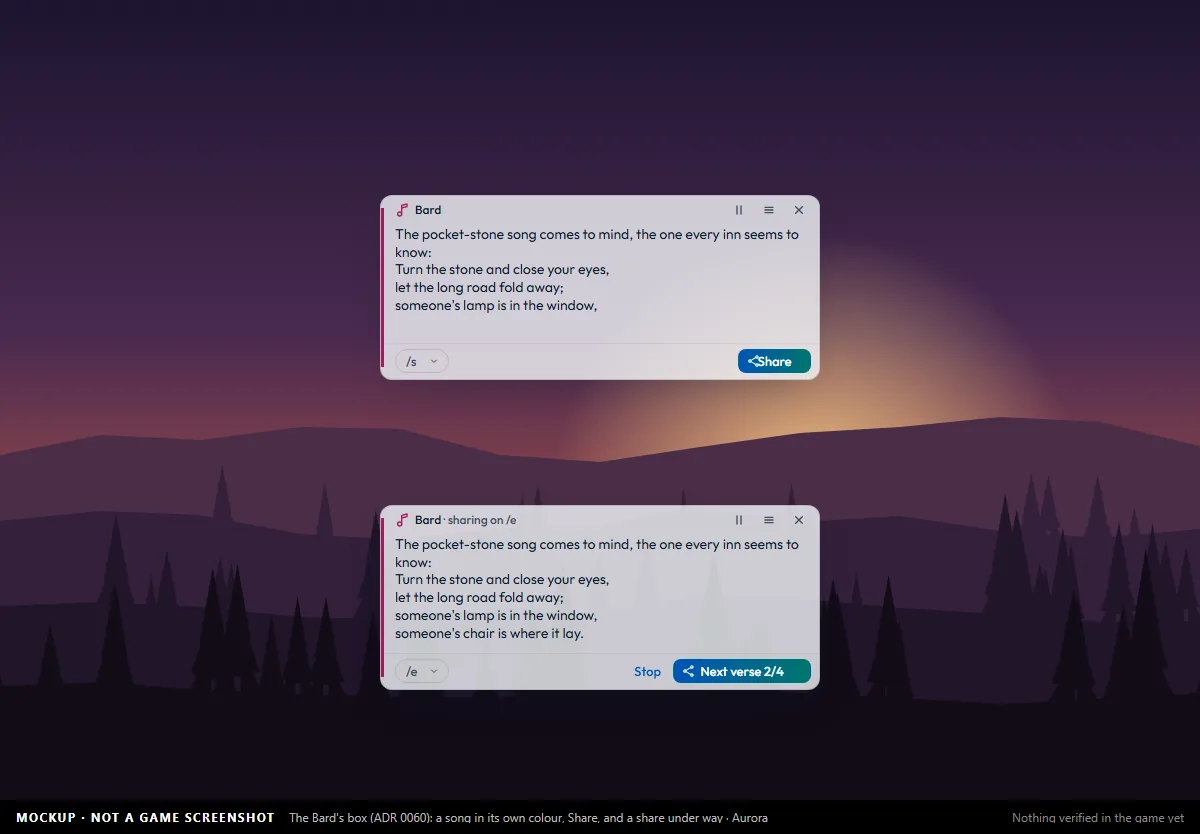 Bard
The pocket-stone song comes to mind, the one every inn seems to
know:
Turn the stone and close your eyes,
let the long road fold away;
someone's lamp is in the window,
/s
Share
Bard · sharing on /e
The pocket-stone song comes to mind, the one every inn seems to
know:
Turn the stone and close your eyes,
let the long road fold away;
someone's lamp is in the window,
someone's chair is where it lay.
/e
Stop
Next verse 2/4
MOCKUP · NOT A GAME SCREENSHOT
The Bard's box (ADR 0060): a song in its own colour, Share, and a share under way · Aurora
Nothing verified in the game yet